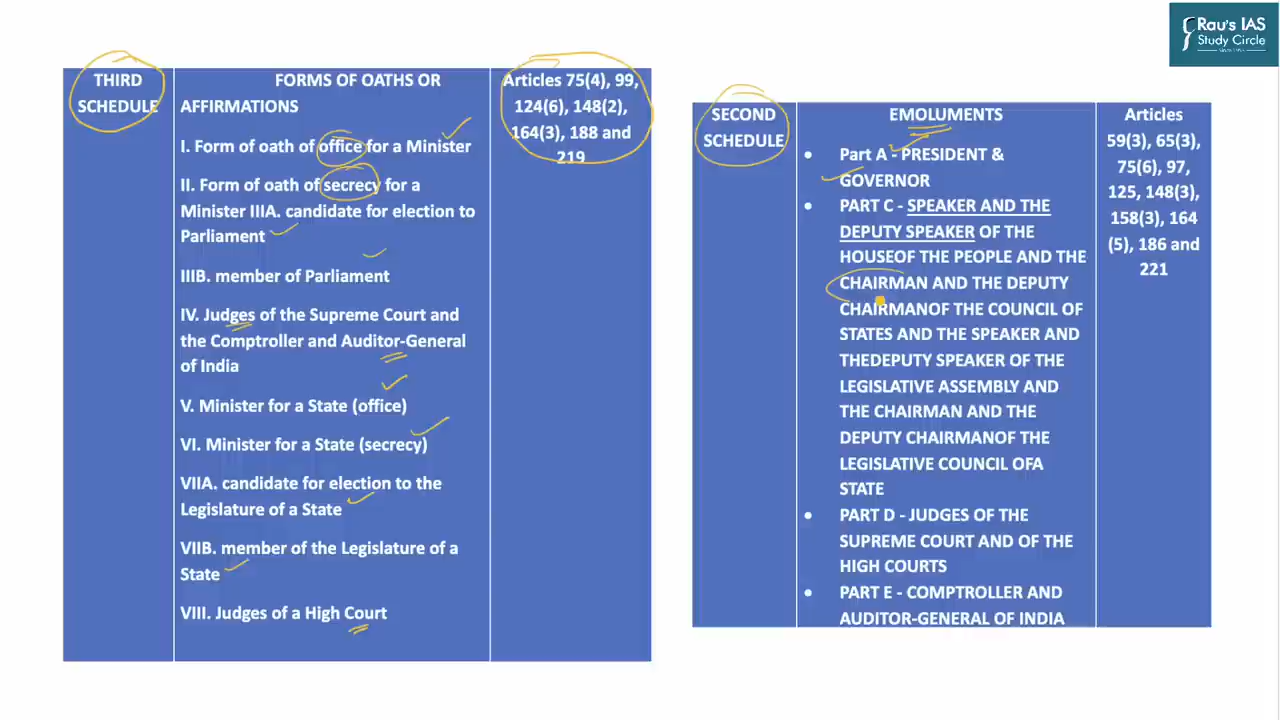 Rau's IAS
Study Circle
THIRD
SCHEDULE
FORMS OF OATHS OR
AFFIRMATIONS
I. Form of oath of office for a Minister
II. Form of oath of secrecy for a
Minister IIIA. candidate for election to
Parliament
IIIB. member of Parliament
IV. Judges of the Supreme Court and
the Comptroller and Auditor-General
of India
V. Minister for a State (office)
VI. Minister for a State (secrecy)
VIIA. candidate for election to the
Legislature of a State
VIIB. member of the Legislature of a
State
VIII. Judges of a High Court
Articles 75(4), 99,
124(6), 148(2),
164(3), 188 and
219
SECOND
SCHEDULE
EMOLUMENTS
• Part A - PRESIDENT &
GOVERNOR
• PART C - SPEAKER AND THE
DEPUTY SPEAKER OF THE
HOUSEOF THE PEOPLE AND THE
CHAIRMAN AND THE DEPUTY
CHAIRMANOF THE COUNCIL OF
STATES AND THE SPEAKER AND
THEDEPUTY SPEAKER OF THE
LEGISLATIVE ASSEMBLY AND
THE CHAIRMAN AND THE
DEPUTY CHAIRMANOF THE
LEGISLATIVE COUNCIL OFA
STATE
• PART D - JUDGES OF THE
SUPREME COURT AND OF THE
HIGH COURTS
• PART E - COMPTROLLER AND
AUDITOR-GENERAL OF INDIA
Articles
59(3), 65(3),
75(6), 97,
125, 148(3),
158(3), 164
(5), 186 and
221